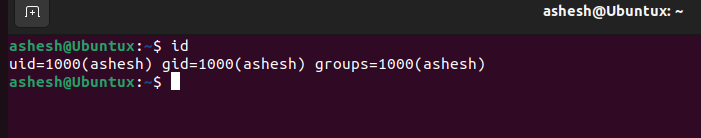 ashesh@Ubuntux: ~
ashesh@Ubuntux:~$ id
uid=1000(ashesh) gid=1000(ashesh) groups=1000(ashesh)
ashesh@Ubuntux:~$